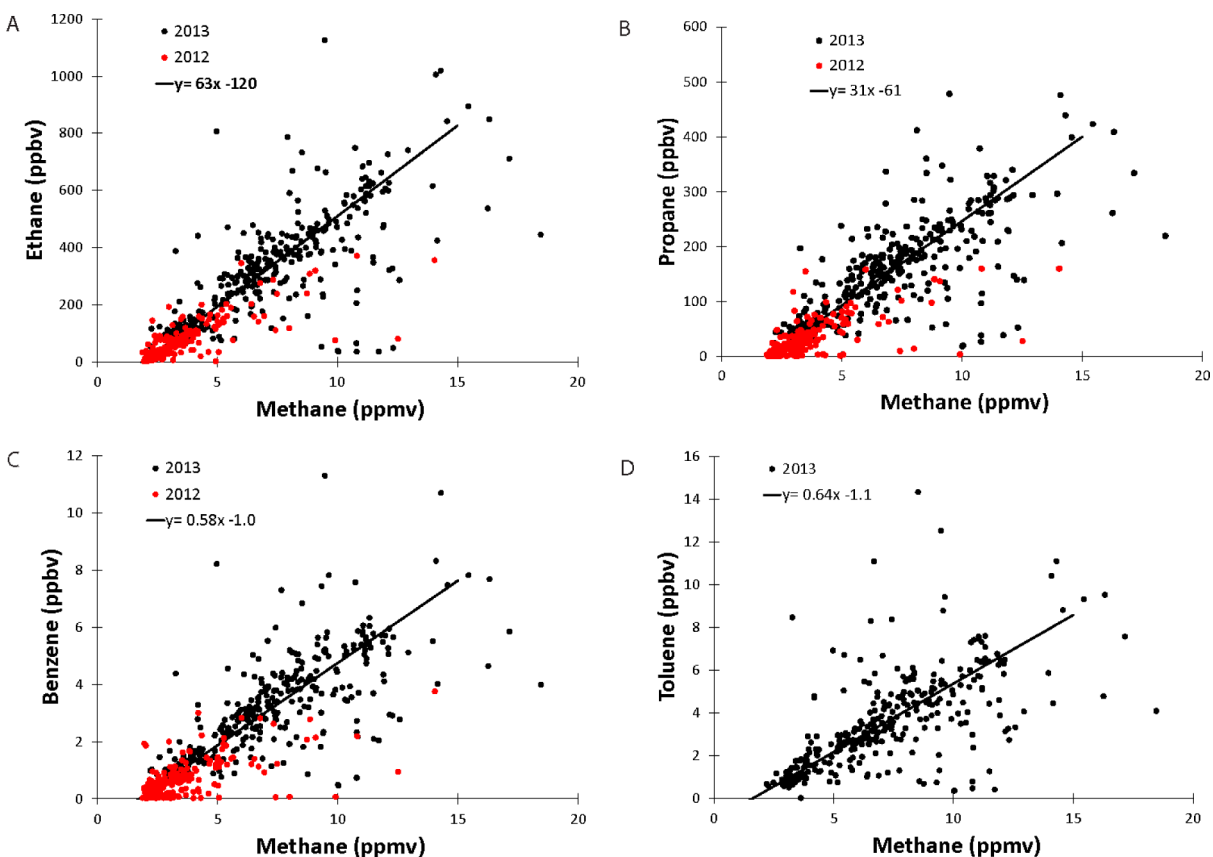 A
Ethane (ppbv)
1200
1000
800
600
400
200
0
2013
2012
y= 63x -120
0 5 10 15 20
Methane (ppmv)
B
Propane (ppbv)
600
500
400
300
200
100
0
2013
2012
y= 31x -61
0 5 10 15 20
Methane (ppmv)
C
Benzene (ppbv)
12
10
8
6
4
2
0
2013
2012
y= 0.58x -1.0
0 5 10 15 20
Methane (ppmv)
D
Toluene (ppbv)
16
14
12
10
8
6
4
2
0
2013
y= 0.64x -1.1
0 5 10 15 20
Methane (ppmv)